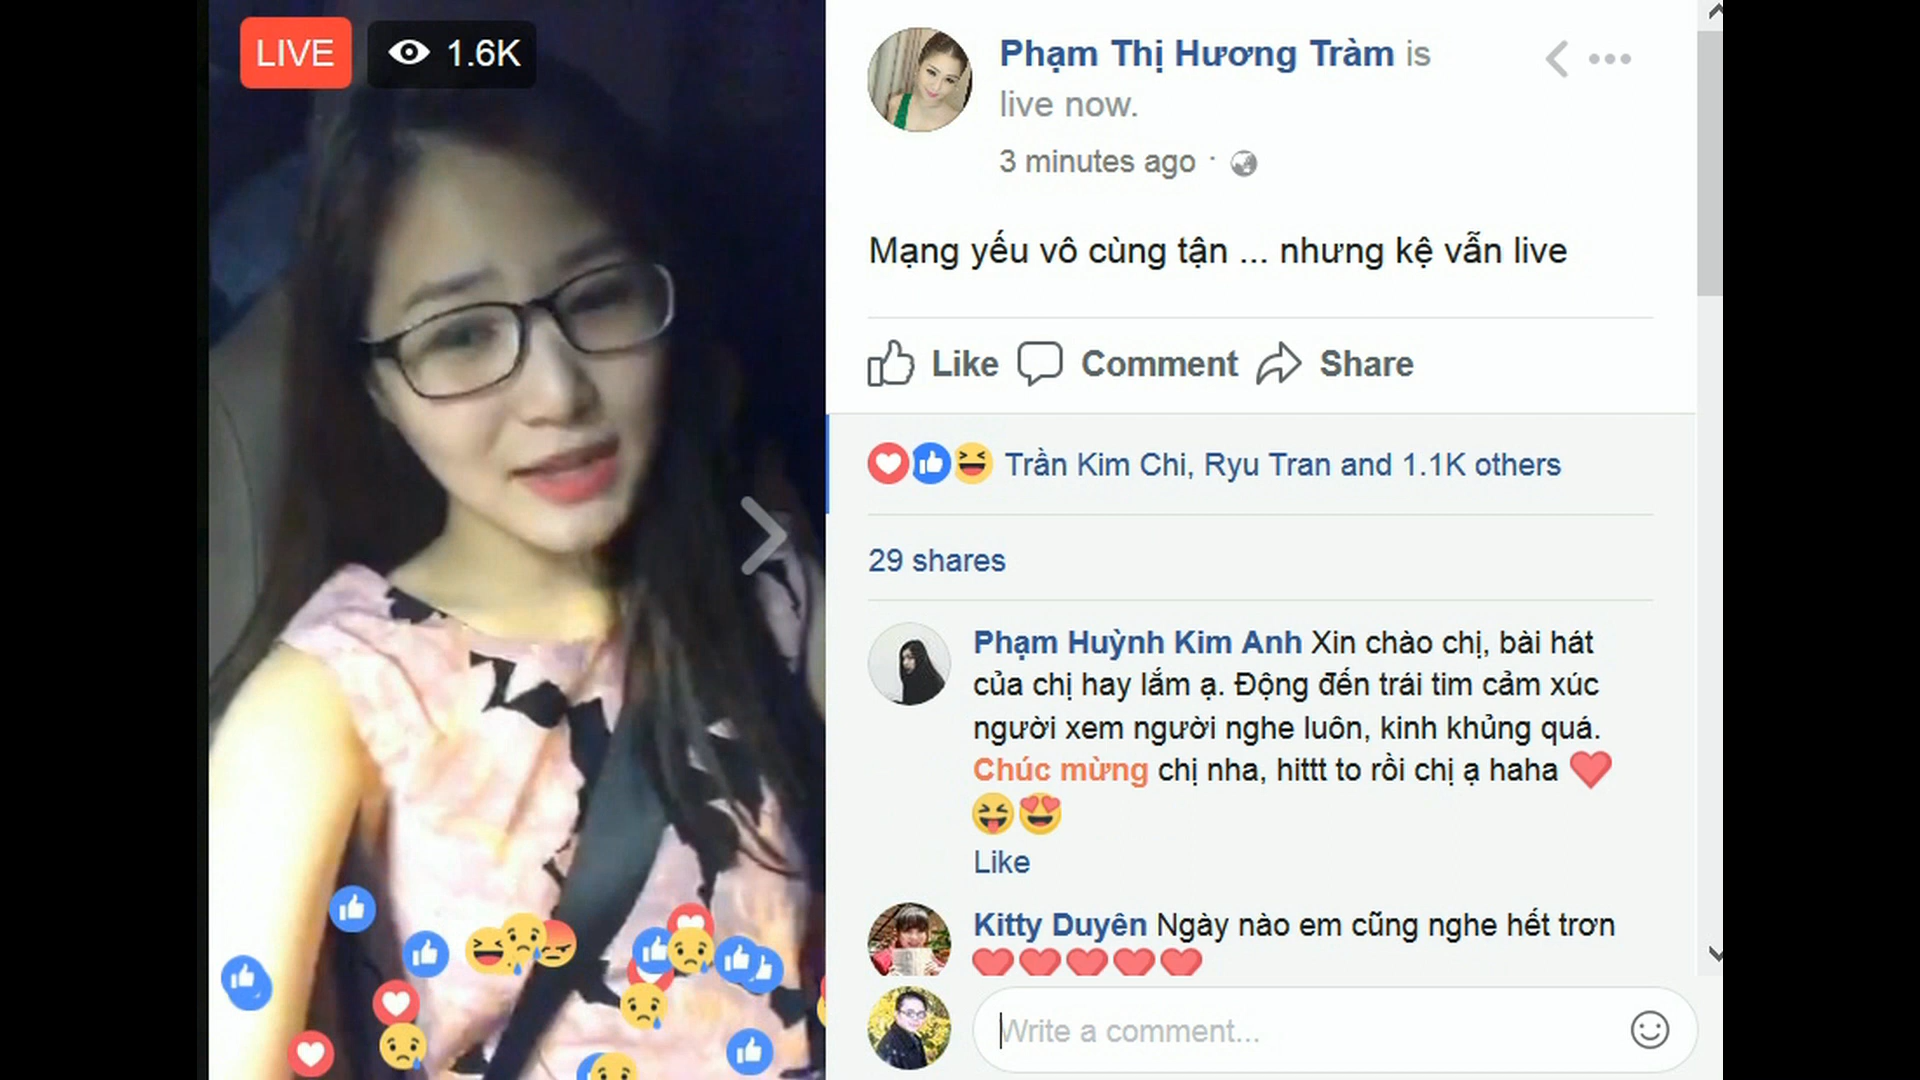 LIVE 1.6K
Phạm Thị Hương Tràm is
live now.
3 minutes ago ·
Mạng yếu vô cùng tận ... nhưng kệ vẫn live
Like Comment Share
Trần Kim Chi, Ryu Tran and 1.1K others
29 shares
Phạm Huỳnh Kim Anh Xin chào chị, bài hát
của chị hay lắm ạ. Động đến trái tim cảm xúc
người xem người nghe luôn, kinh khủng quá.
Chúc mừng chị nha, hittt to rồi chị ạ haha
Like
Kitty Duyên Ngày nào em cũng nghe hết trơn
Write a comment...